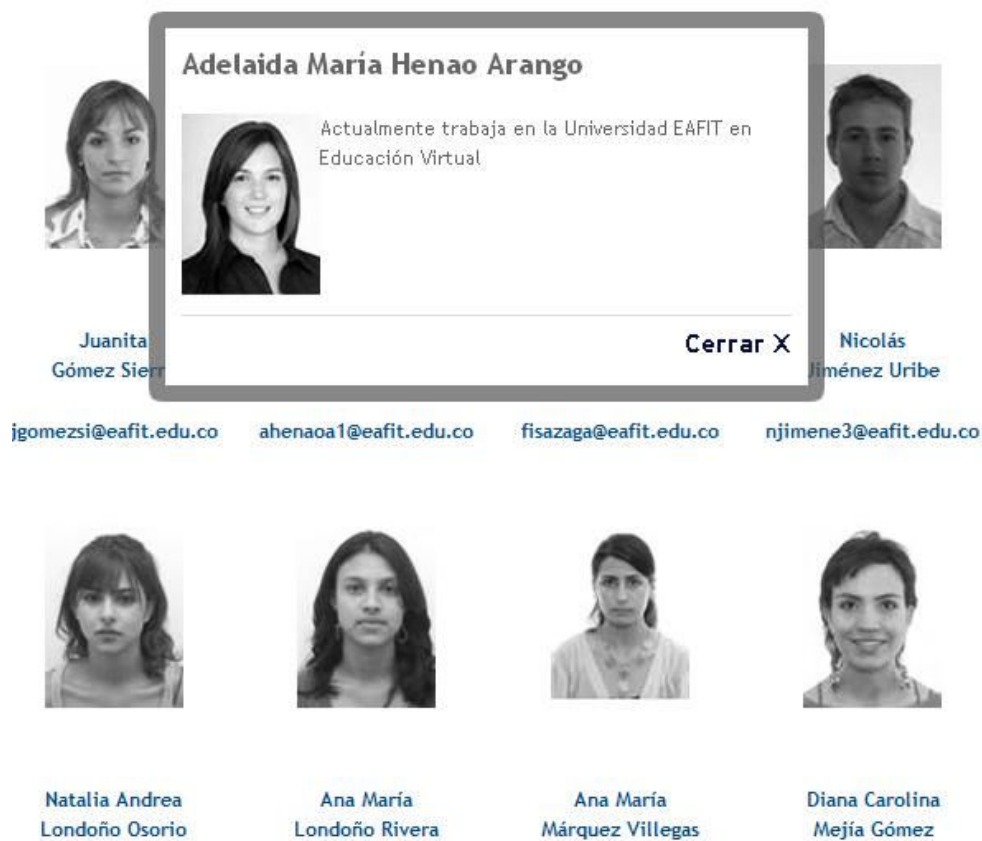 Adelaida María Henao Arango
Actualmente trabaja en la Universidad EAFIT en
Educación Virtual
Cerrar X
Juanita
Gómez Sierr
Nicolás
Jiménez Uribe
jgomezsi@eafit.edu.co
ahenaoa1@eafit.edu.co
fisazaga@eafit.edu.co
njimene3@eafit.edu.co
Natalia Andrea
Londoño Osorio
Ana María
Londoño Rivera
Ana María
Márquez Villegas
Diana Carolina
Mejía Gómez